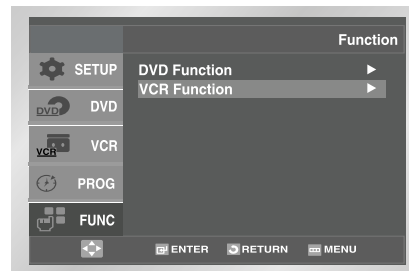 Function
SETUP
DVD Function ►
VCR Function ►
DVD DVD
VCR VCR
PROG
FUNC
ENTER RETURN MENU